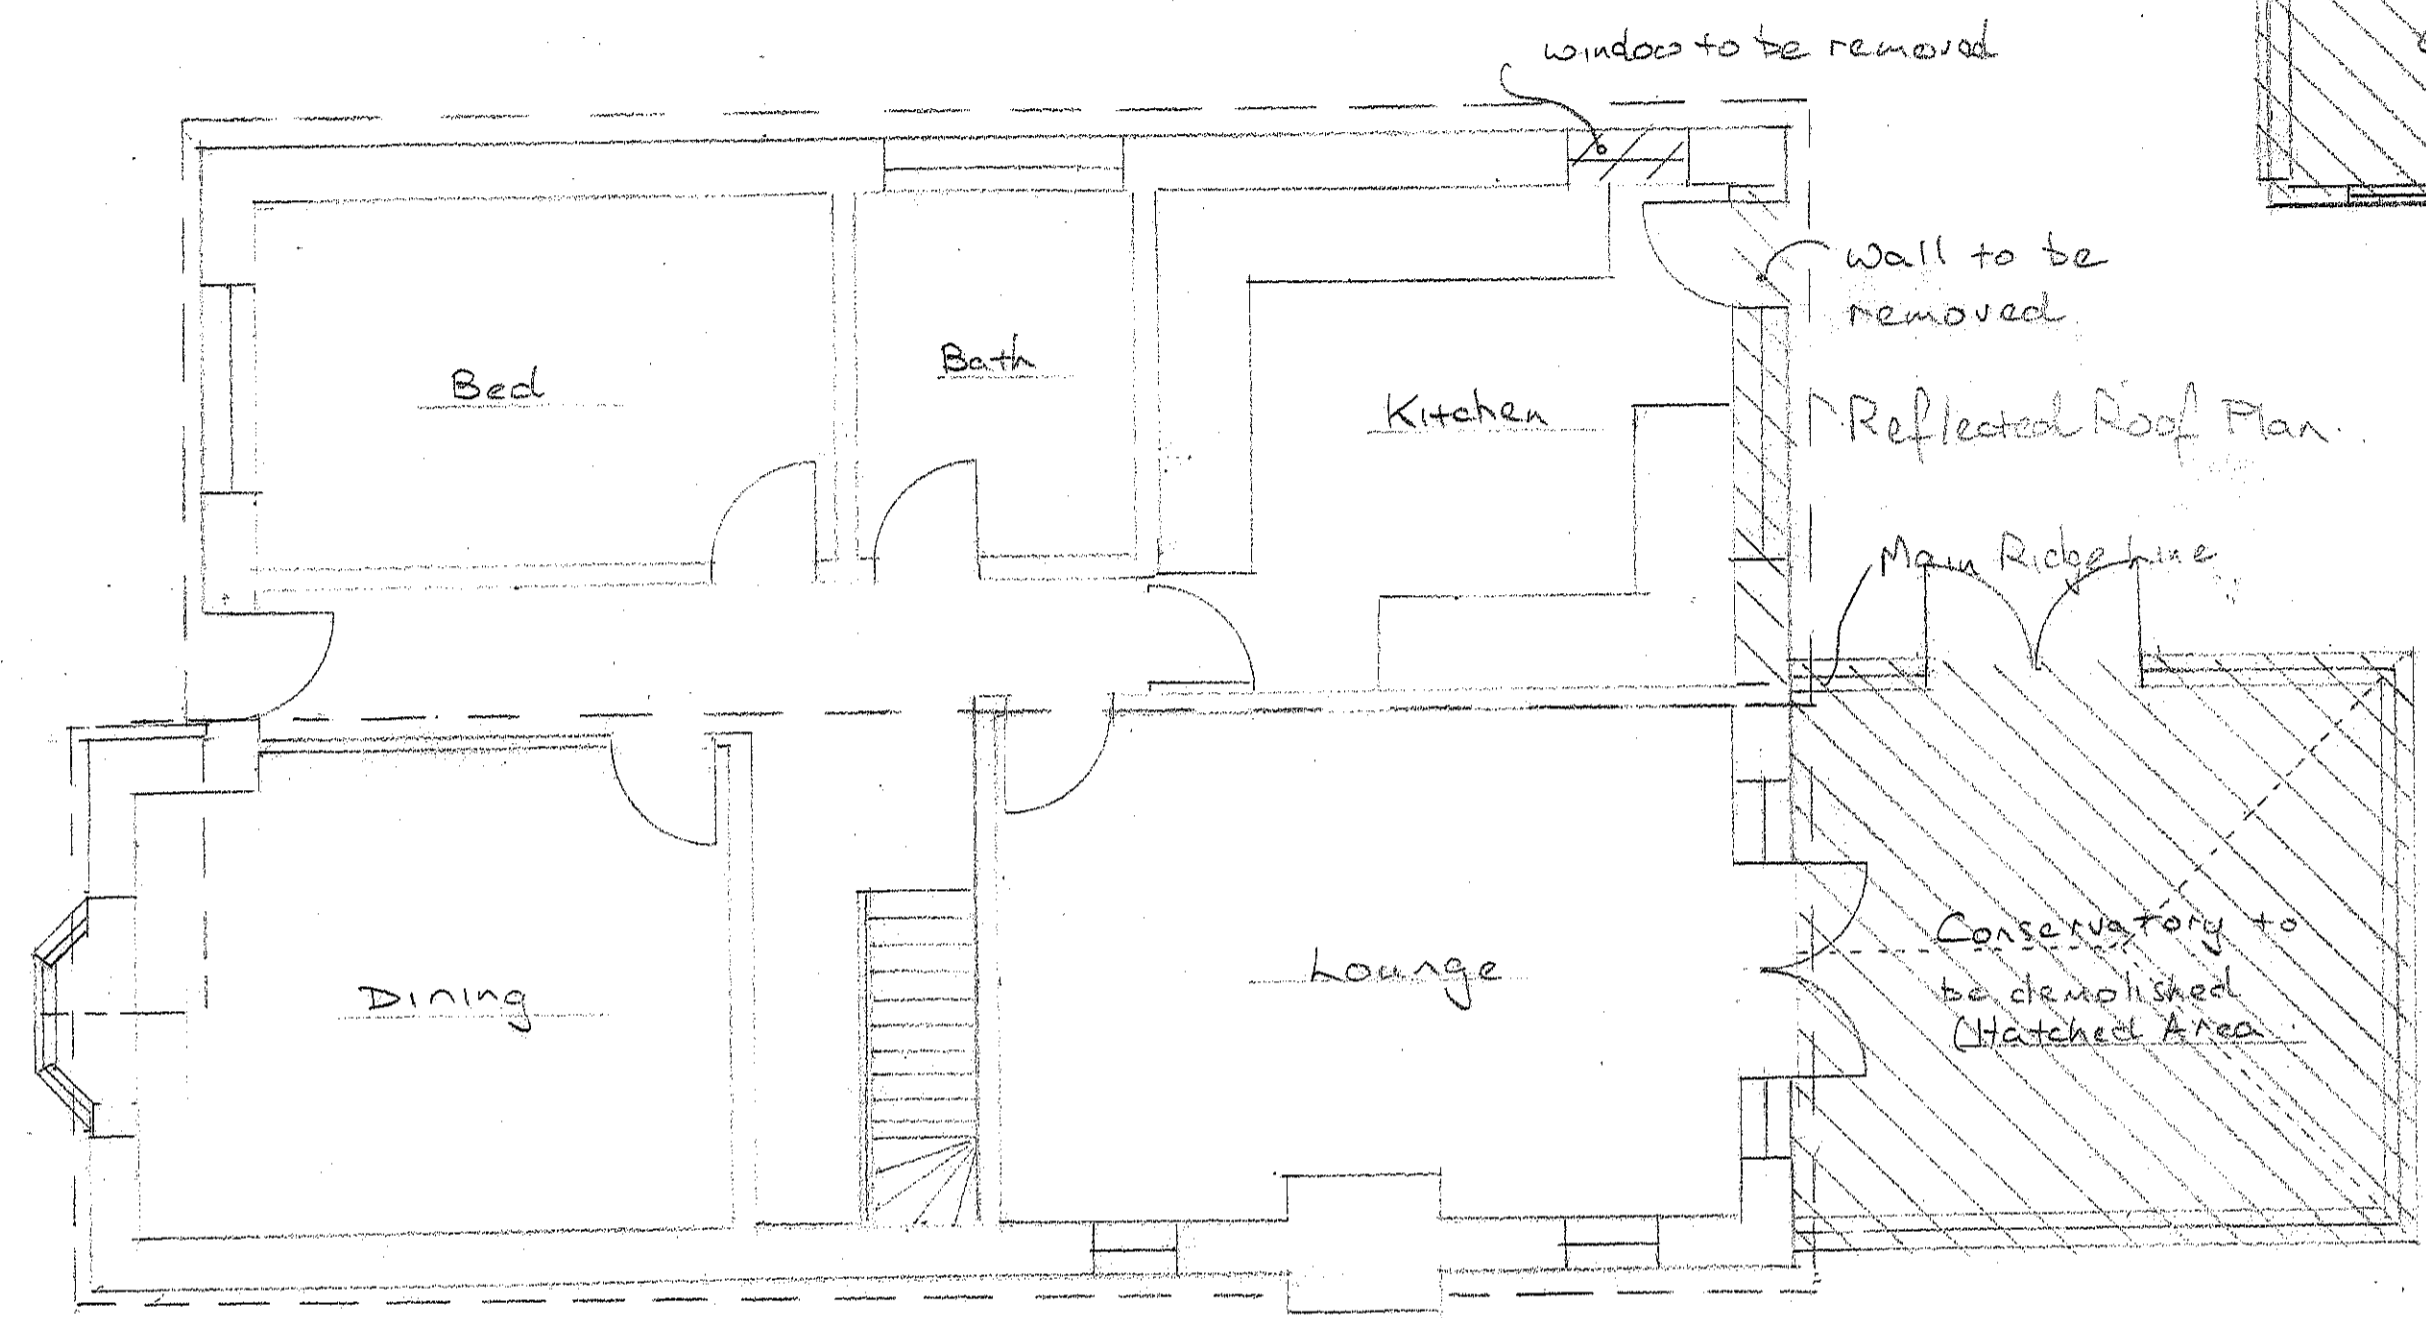 window to be removed
Wall to be
removed
Reflected Roof Plan.
Main Ridge Line
Bed
Bath
Kitchen
Dining
Lounge
Conservatory to
be demolished
(Hatched Area.